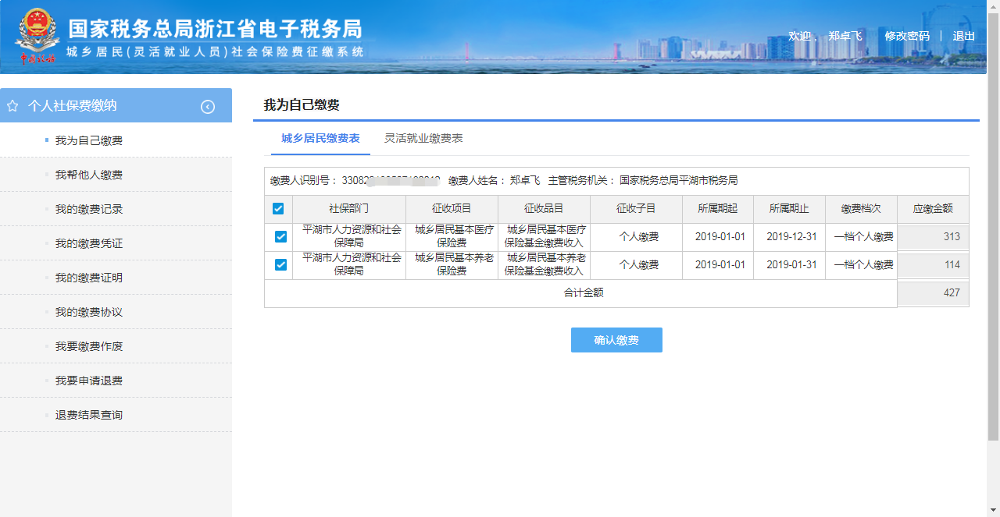 国家税务总局浙江省电子税务局
城乡居民(灵活就业人员)社会保险费征缴系统
欢迎， 郑卓飞 修改密码 | 退出
个人社保费缴纳
我为自己缴费
我帮他人缴费
我的缴费记录
我的缴费凭证
我的缴费证明
我的缴费协议
我要缴费作废
我要申请退费
退费结果查询
我为自己缴费
城乡居民缴费表 灵活就业缴费表
缴费人识别号： 33082 缴费人姓名： 郑卓飞 主管税务机关： 国家税务总局平湖市税务局
社保部门 征收项目 征收品目 征收子目 所属期起 所属期止 缴费档次 应缴金额
平湖市人力资源和社会保障局 城乡居民基本医疗保险费 城乡居民基本医疗保险基金缴费收入 个人缴费 2019-01-01 2019-12-31 一档个人缴费 313
平湖市人力资源和社会保障局 城乡居民基本养老保险费 城乡居民基本养老保险基金缴费收入 个人缴费 2019-01-01 2019-01-31 一档个人缴费 114
合计金额 427
确认缴费